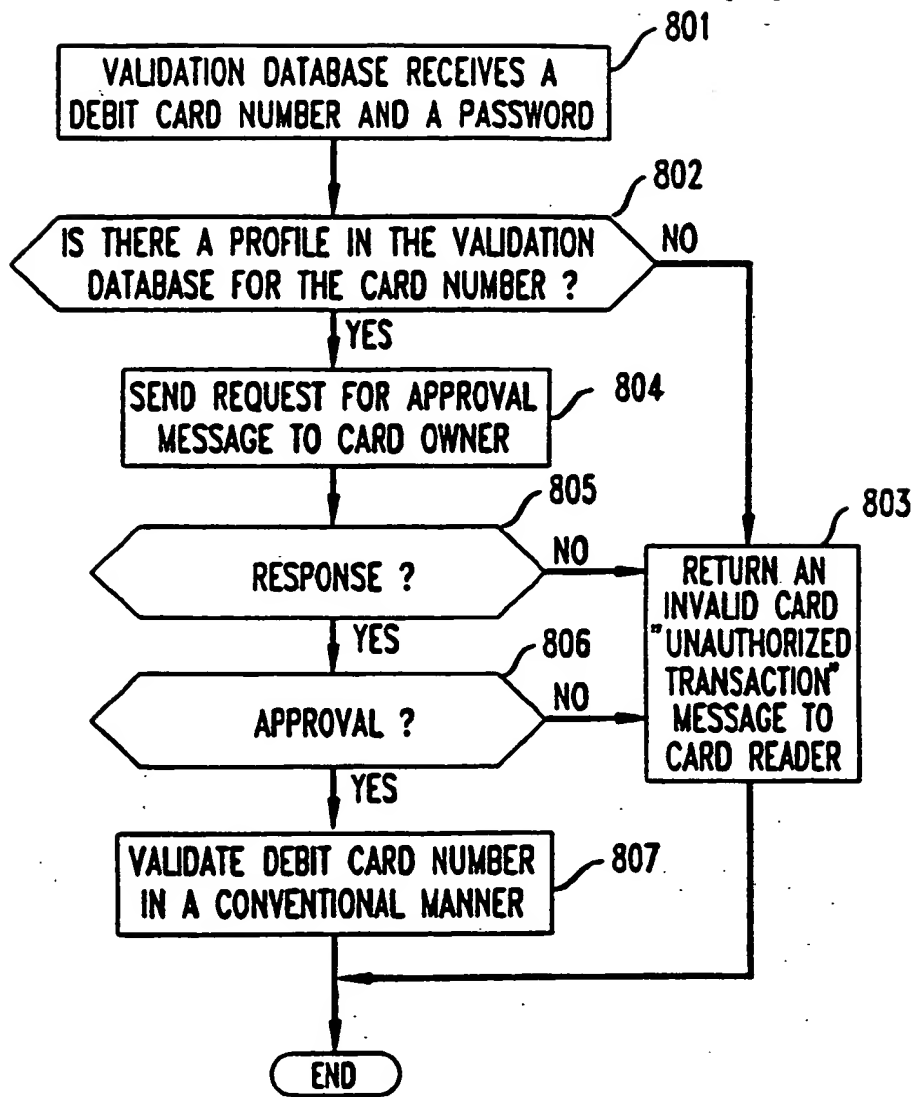 801
VALIDATION DATABASE RECEIVES A
DEBIT CARD NUMBER AND A PASSWORD
802
IS THERE A PROFILE IN THE VALIDATION
DATABASE FOR THE CARD NUMBER ?
NO
YES
SEND REQUEST FOR APPROVAL
MESSAGE TO CARD OWNER
804
805
RESPONSE ?
NO
YES
803
RETURN AN
INVALID CARD
"UNAUTHORIZED
TRANSACTION"
MESSAGE TO
CARD READER
806
APPROVAL ?
NO
YES
VALIDATE DEBIT CARD NUMBER
IN A CONVENTIONAL MANNER
807
END